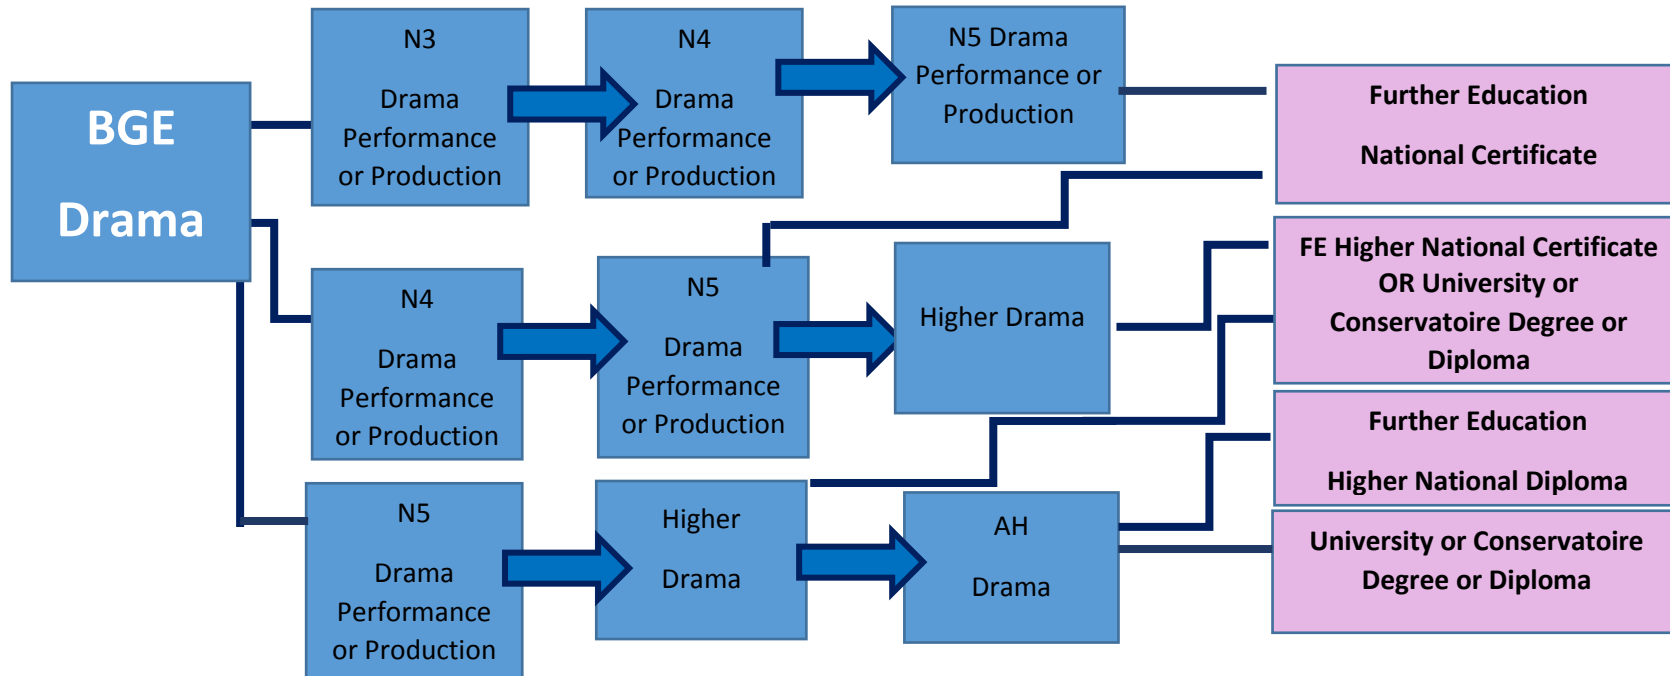 BGE
Drama
N3
Drama
Performance
or Production
N4
Drama
Performance
or Production
N5 Drama
Performance or
Production
Further Education
National Certificate
N4
Drama
Performance
or Production
N5
Drama
Performance
or Production
Higher Drama
FE Higher National Certificate
OR University or
Conservatoire Degree or
Diploma
N5
Drama
Performance
or Production
Higher
Drama
AH
Drama
Further Education
Higher National Diploma
University or Conservatoire
Degree or Diploma